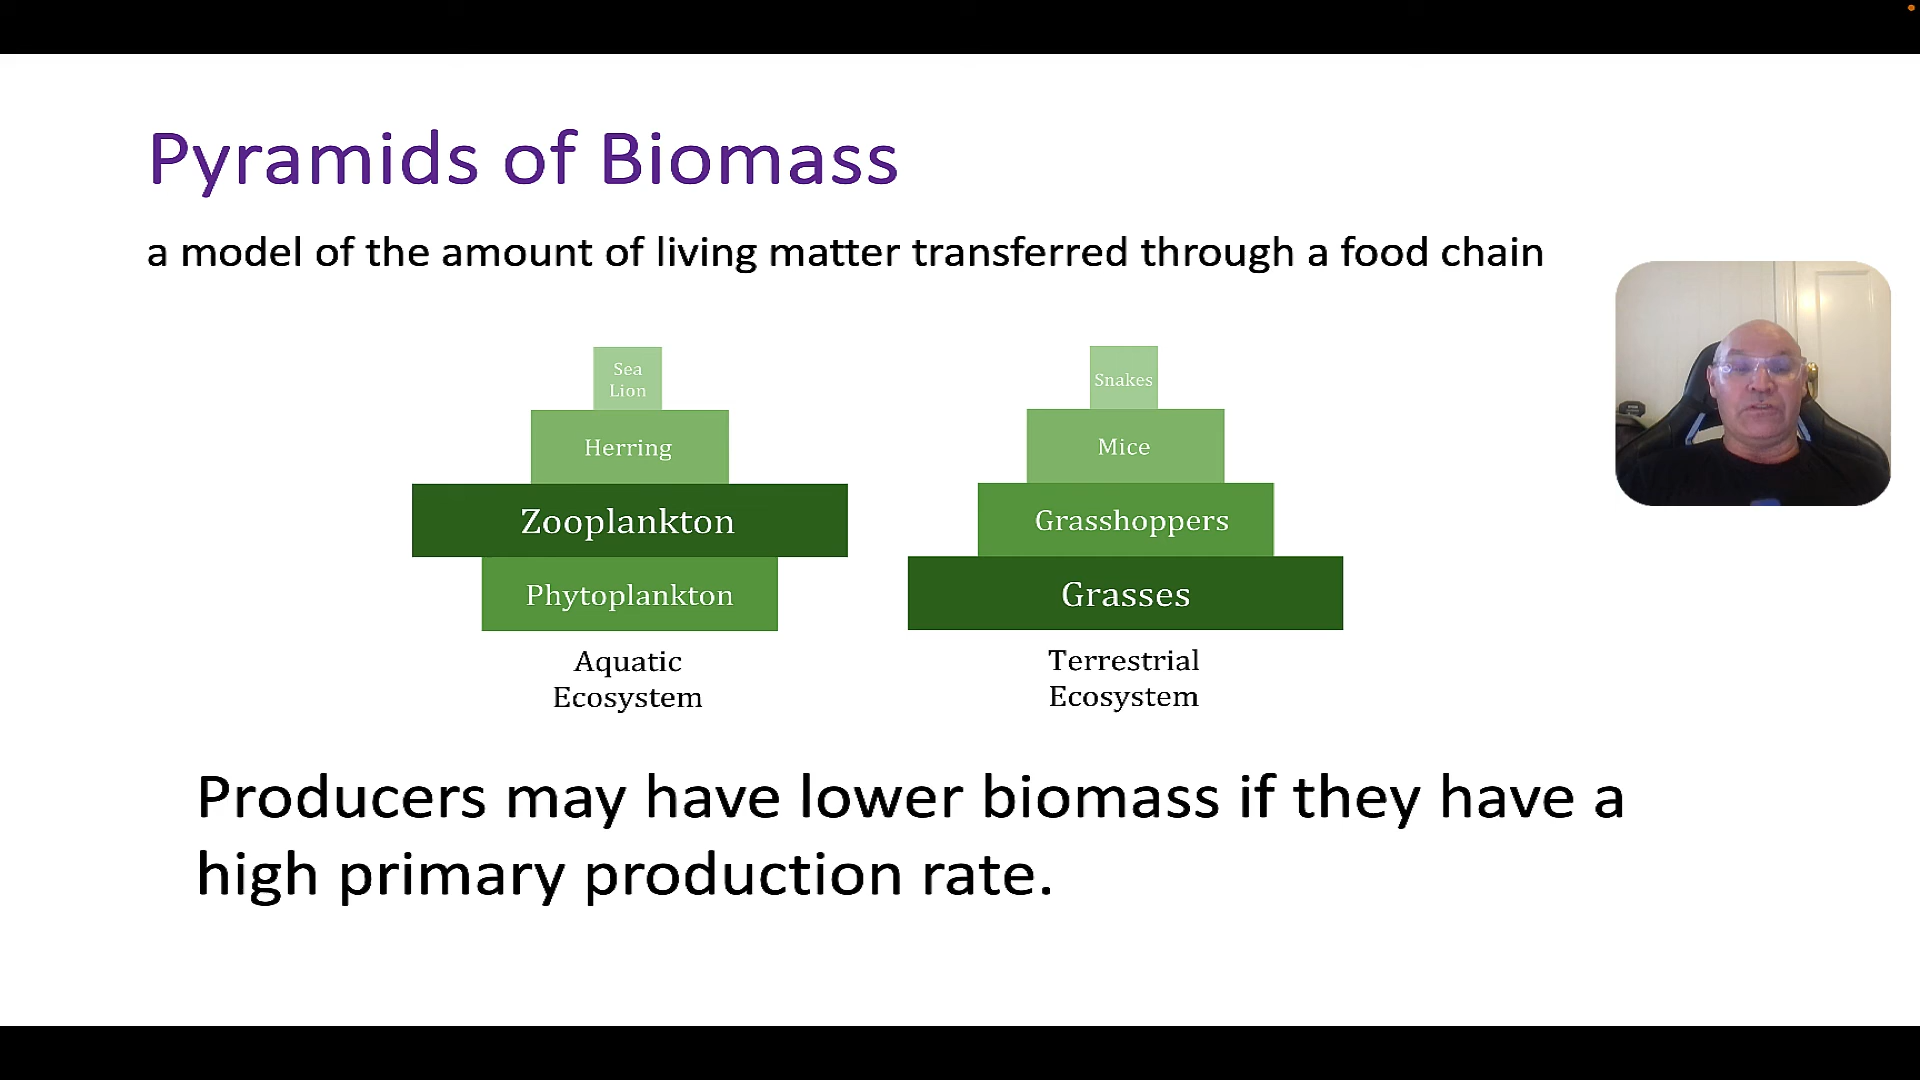 Pyramids of Biomass
a model of the amount of living matter transferred through a food chain
Sea
Lion
Herring
Zooplankton
Phytoplankton
Aquatic
Ecosystem
Snakes
Mice
Grasshoppers
Grasses
Terrestrial
Ecosystem
Producers may have lower biomass if they have a
high primary production rate.